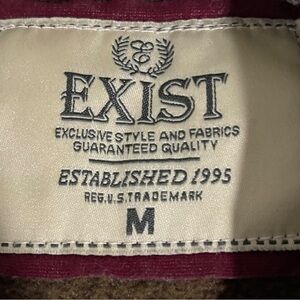 E
EXIST
EXCLUSIVE STYLE AND FABRICS
GUARANTEED QUALITY
ESTABLISHED 1995
REG.U.S.TRADEMARK
M